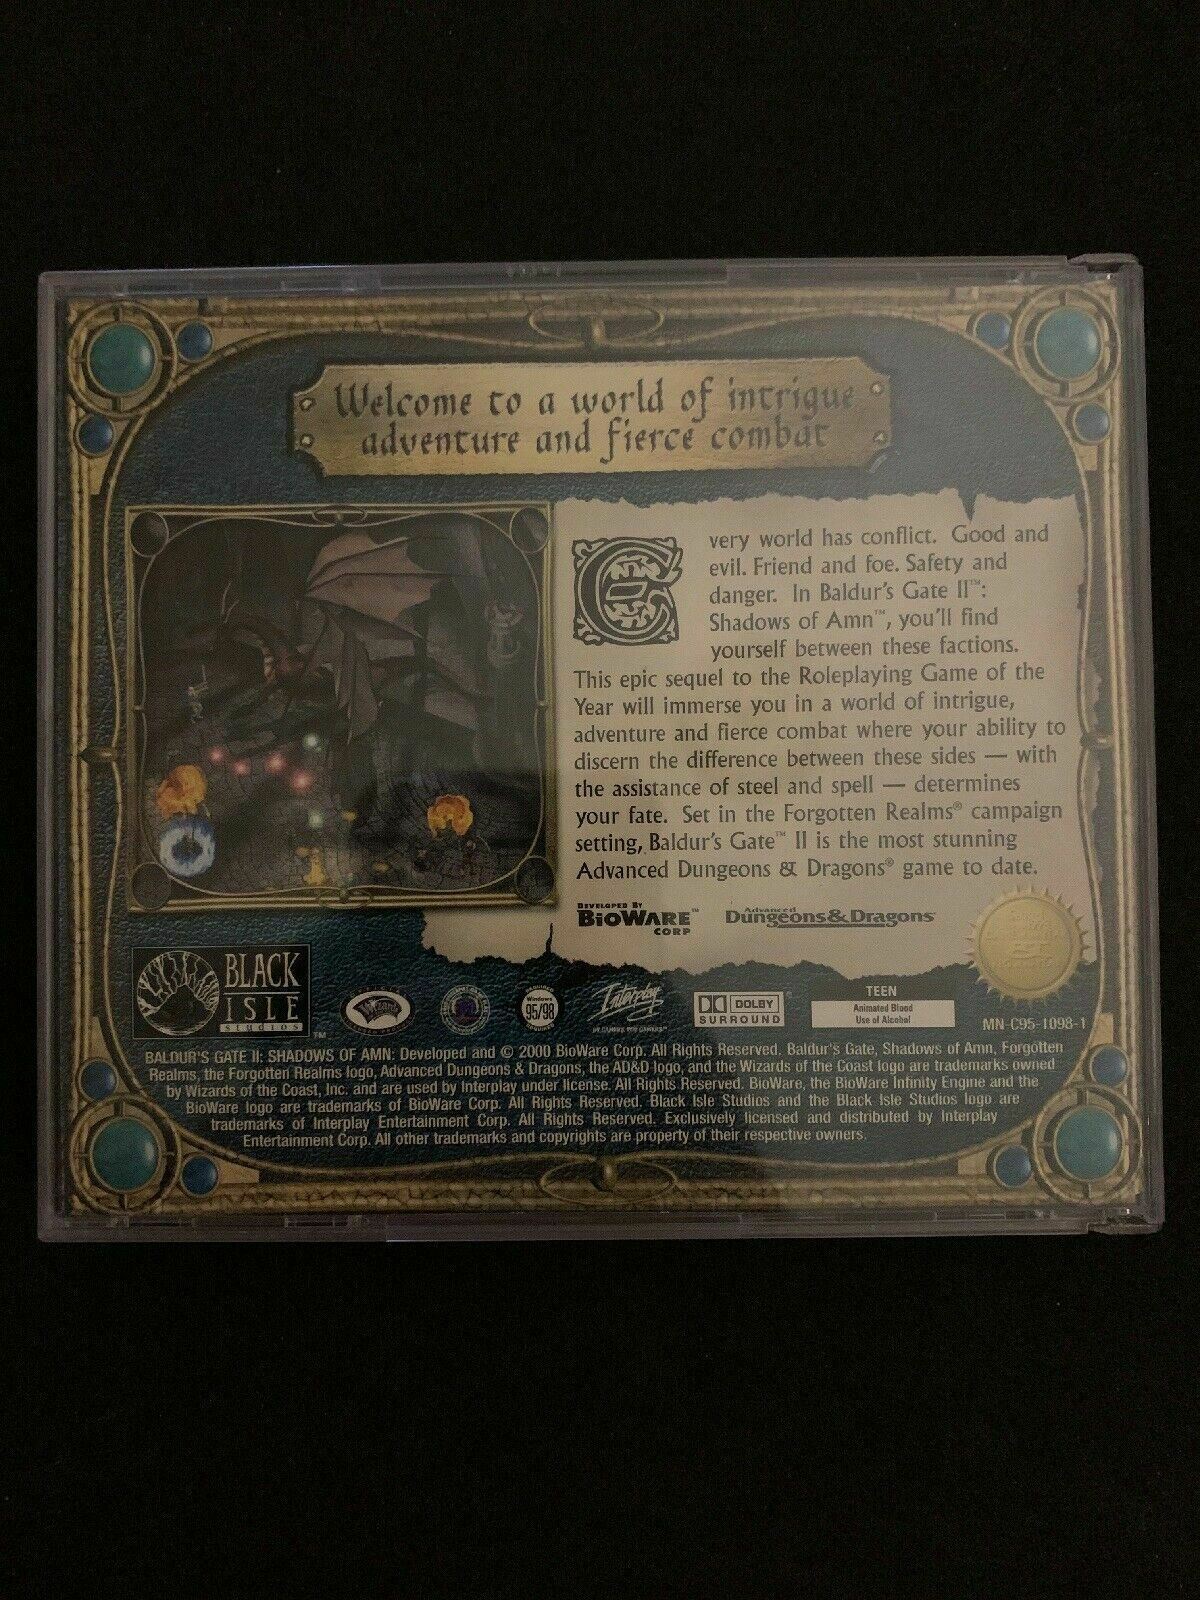 Welcome to a world of intrigue
adventure and fierce combat
Every world has conflict. Good and
evil. Friend and foe. Safety and
danger. In Baldur's Gate II™:
Shadows of Amn™, you'll find
yourself between these factions.
This epic sequel to the Roleplaying Game of the
Year will immerse you in a world of intrigue,
adventure and fierce combat where your ability to
discern the difference between these sides — with
the assistance of steel and spell — determines
your fate. Set in the Forgotten Realms® campaign
setting, Baldur's Gate™ II is the most stunning
Advanced Dungeons & Dragons® game to date.
DEVELOPED BY
BIOWARE™
CORP
Advanced
Dungeons & Dragons
BLACK
ISLE
studios™
Windows
95/98
Interplay
BY GAMERS. FOR GAMERS.™
DOLBY
SURROUND
TEEN
Animated Blood
Use of Alcohol
MN-C95-1098-1
BALDUR'S GATE II: SHADOWS OF AMN: Developed and © 2000 BioWare Corp. All Rights Reserved. Baldur's Gate, Shadows of Amn, Forgotten
Realms, the Forgotten Realms logo, Advanced Dungeons & Dragons, the AD&D logo, and the Wizards of the Coast logo are trademarks owned
by Wizards of the Coast, Inc. and are used by Interplay under license. All Rights Reserved. BioWare, the BioWare Infinity Engine and the
BioWare logo are trademarks of BioWare Corp. All Rights Reserved. Black Isle Studios and the Black Isle Studios logo are
trademarks of Interplay Entertainment Corp. All Rights Reserved. Exclusively licensed and distributed by Interplay
Entertainment Corp. All other trademarks and copyrights are property of their respective owners.